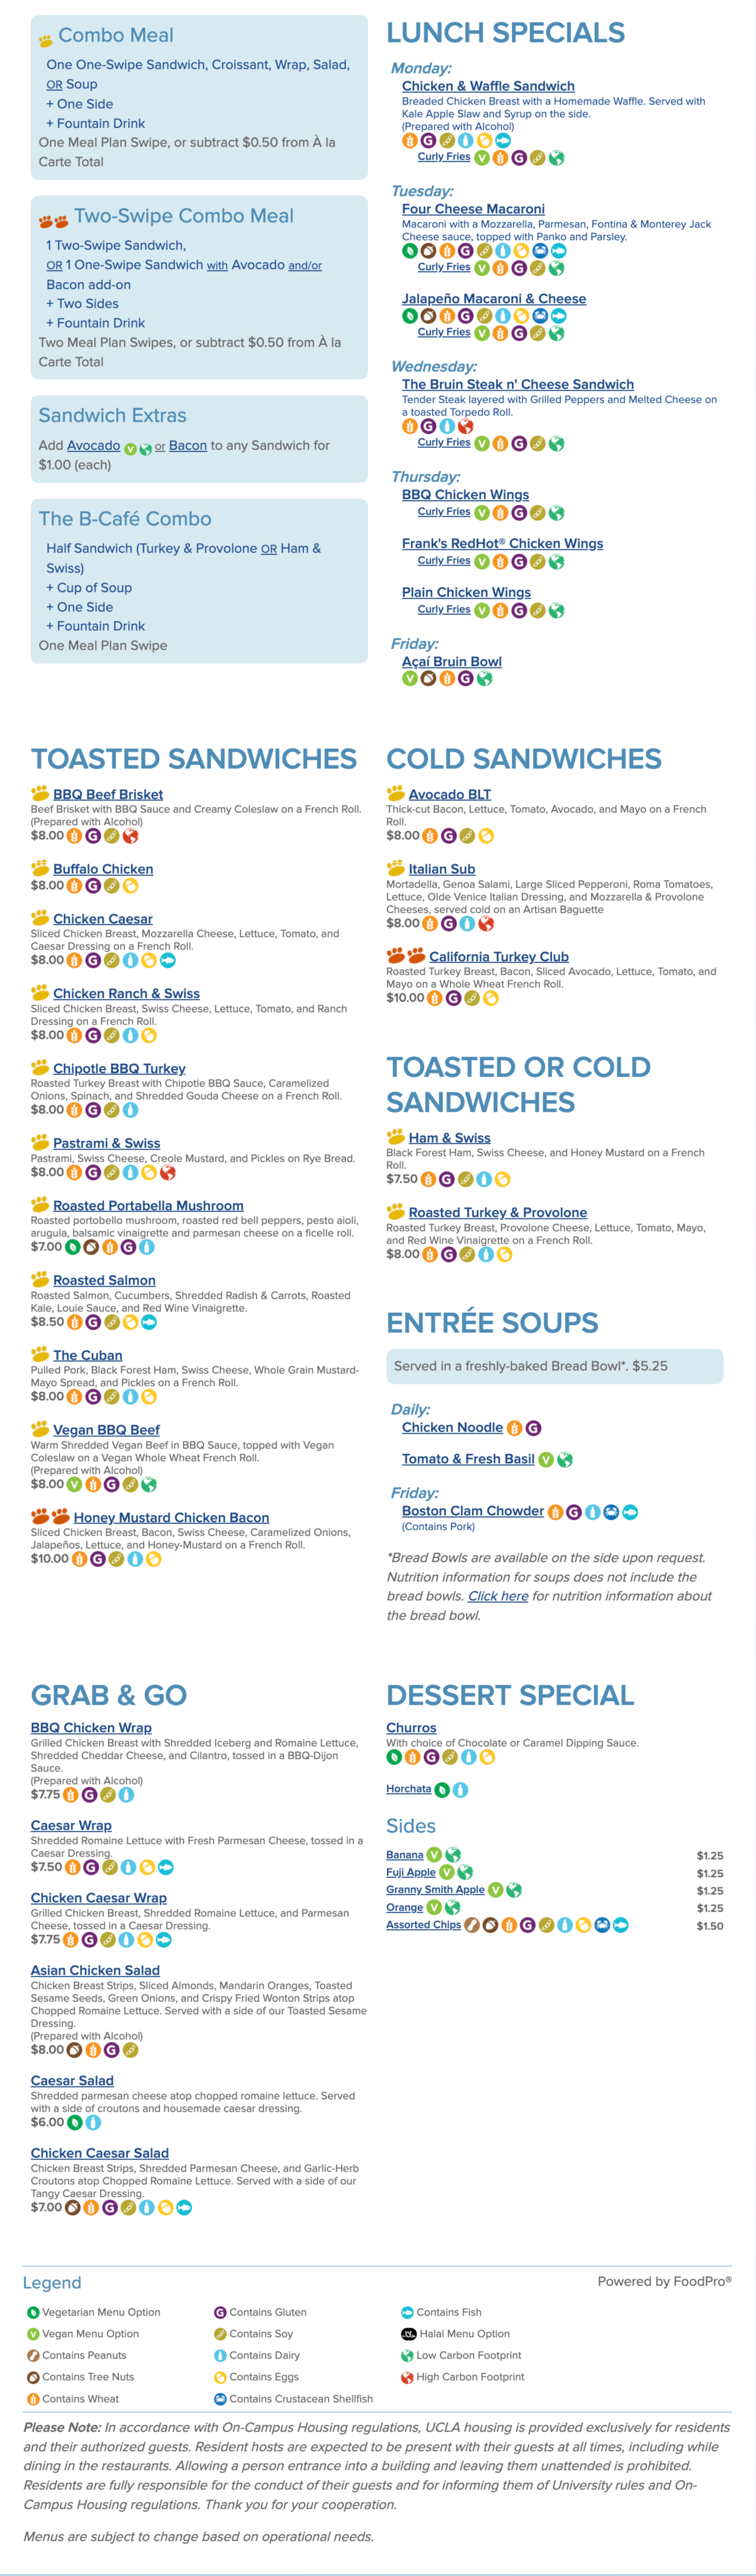 Combo Meal
One One-Swipe Sandwich, Croissant, Wrap, Salad,
OR Soup
+ One Side
+ Fountain Drink
One Meal Plan Swipe, or subtract $0.50 from À la
Carte Total
Two-Swipe Combo Meal
1 Two-Swipe Sandwich,
OR 1 One-Swipe Sandwich with Avocado and/or
Bacon add-on
+ Two Sides
+ Fountain Drink
Two Meal Plan Swipes, or subtract $0.50 from À la
Carte Total
Sandwich Extras
Add Avocado V or Bacon to any Sandwich for
$1.00 (each)
The B-Café Combo
Half Sandwich (Turkey & Provolone OR Ham &
Swiss)
+ Cup of Soup
+ One Side
+ Fountain Drink
One Meal Plan Swipe
LUNCH SPECIALS
Monday:
Chicken & Waffle Sandwich
Breaded Chicken Breast with a Homemade Waffle. Served with
Kale Apple Slaw and Syrup on the side.
(Prepared with Alcohol)
G
Curly Fries V G
Tuesday:
Four Cheese Macaroni
Macaroni with a Mozzarella, Parmesan, Fontina & Monterey Jack
Cheese sauce, topped with Panko and Parsley.
G
Curly Fries V G
Jalapeño Macaroni & Cheese
G
Curly Fries V G
Wednesday:
The Bruin Steak n' Cheese Sandwich
Tender Steak layered with Grilled Peppers and Melted Cheese on
a toasted Torpedo Roll.
G
Curly Fries V G
Thursday:
BBQ Chicken Wings
Curly Fries V G
Frank's RedHot® Chicken Wings
Curly Fries V G
Plain Chicken Wings
Curly Fries V G
Friday:
Açaí Bruin Bowl
V G
TOASTED SANDWICHES
BBQ Beef Brisket
Beef Brisket with BBQ Sauce and Creamy Coleslaw on a French Roll.
(Prepared with Alcohol)
$8.00 G
Buffalo Chicken
$8.00 G
Chicken Caesar
Sliced Chicken Breast, Mozzarella Cheese, Lettuce, Tomato, and
Caesar Dressing on a French Roll.
$8.00 G
Chicken Ranch & Swiss
Sliced Chicken Breast, Swiss Cheese, Lettuce, Tomato, and Ranch
Dressing on a French Roll.
$8.00 G
Chipotle BBQ Turkey
Roasted Turkey Breast with Chipotle BBQ Sauce, Caramelized
Onions, Spinach, and Shredded Gouda Cheese on a French Roll.
$8.00 G
Pastrami & Swiss
Pastrami, Swiss Cheese, Creole Mustard, and Pickles on Rye Bread.
$8.00 G
Roasted Portabella Mushroom
Roasted portobello mushroom, roasted red bell peppers, pesto aioli,
arugula, balsamic vinaigrette and parmesan cheese on a ficelle roll.
$7.00 G
Roasted Salmon
Roasted Salmon, Cucumbers, Shredded Radish & Carrots, Roasted
Kale, Louie Sauce, and Red Wine Vinaigrette.
$8.50 G
The Cuban
Pulled Pork, Black Forest Ham, Swiss Cheese, Whole Grain Mustard-
Mayo Spread, and Pickles on a French Roll.
$8.00 G
Vegan BBQ Beef
Warm Shredded Vegan Beef in BBQ Sauce, topped with Vegan
Coleslaw on a Vegan Whole Wheat French Roll.
(Prepared with Alcohol)
$8.00 V G
Honey Mustard Chicken Bacon
Sliced Chicken Breast, Bacon, Swiss Cheese, Caramelized Onions,
Jalapeños, Lettuce, and Honey-Mustard on a French Roll.
$10.00 G
COLD SANDWICHES
Avocado BLT
Thick-cut Bacon, Lettuce, Tomato, Avocado, and Mayo on a French
Roll.
$8.00 G
Italian Sub
Mortadella, Genoa Salami, Large Sliced Pepperoni, Roma Tomatoes,
Lettuce, Olde Venice Italian Dressing, and Mozzarella & Provolone
Cheeses, served cold on an Artisan Baguette
$8.00 G
California Turkey Club
Roasted Turkey Breast, Bacon, Sliced Avocado, Lettuce, Tomato, and
Mayo on a Whole Wheat French Roll.
$10.00 G
TOASTED OR COLD
SANDWICHES
Ham & Swiss
Black Forest Ham, Swiss Cheese, and Honey Mustard on a French
Roll.
$7.50 G
Roasted Turkey & Provolone
Roasted Turkey Breast, Provolone Cheese, Lettuce, Tomato, Mayo,
and Red Wine Vinaigrette on a French Roll.
$8.00 G
ENTRÉE SOUPS
Served in a freshly-baked Bread Bowl*. $5.25
Daily:
Chicken Noodle G
Tomato & Fresh Basil V
Friday:
Boston Clam Chowder G
(Contains Pork)
*Bread Bowls are available on the side upon request.
Nutrition information for soups does not include the
bread bowls. Click here for nutrition information about
the bread bowl.
GRAB & GO
BBQ Chicken Wrap
Grilled Chicken Breast with Shredded Iceberg and Romaine Lettuce,
Shredded Cheddar Cheese, and Cilantro, tossed in a BBQ-Dijon
Sauce.
(Prepared with Alcohol)
$7.75 G
Caesar Wrap
Shredded Romaine Lettuce with Fresh Parmesan Cheese, tossed in a
Caesar Dressing.
$7.50 G
Chicken Caesar Wrap
Grilled Chicken Breast, Shredded Romaine Lettuce, and Parmesan
Cheese, tossed in a Caesar Dressing.
$7.75 G
Asian Chicken Salad
Chicken Breast Strips, Sliced Almonds, Mandarin Oranges, Toasted
Sesame Seeds, Green Onions, and Crispy Fried Wonton Strips atop
Chopped Romaine Lettuce. Served with a side of our Toasted Sesame
Dressing.
(Prepared with Alcohol)
$8.00 G
Caesar Salad
Shredded parmesan cheese atop chopped romaine lettuce. Served
with a side of croutons and housemade caesar dressing.
$6.00
Chicken Caesar Salad
Chicken Breast Strips, Shredded Parmesan Cheese, and Garlic-Herb
Croutons atop Chopped Romaine Lettuce. Served with a side of our
Tangy Caesar Dressing.
$7.00 G
DESSERT SPECIAL
Churros
With choice of Chocolate or Caramel Dipping Sauce.
G
Horchata
Sides
Banana V $1.25
Fuji Apple V $1.25
Granny Smith Apple V $1.25
Orange V $1.25
Assorted Chips G $1.50
Legend
Powered by FoodPro®
Vegetarian Menu Option
V Vegan Menu Option
Contains Peanuts
Contains Tree Nuts
Contains Wheat
G Contains Gluten
Contains Soy
Contains Dairy
Contains Eggs
Contains Crustacean Shellfish
Contains Fish
Halal Menu Option
Low Carbon Footprint
High Carbon Footprint
Please Note: In accordance with On-Campus Housing regulations, UCLA housing is provided exclusively for residents
and their authorized guests. Resident hosts are expected to be present with their guests at all times, including while
dining in the restaurants. Allowing a person entrance into a building and leaving them unattended is prohibited.
Residents are fully responsible for the conduct of their guests and for informing them of University rules and On-
Campus Housing regulations. Thank you for your cooperation.
Menus are subject to change based on operational needs.